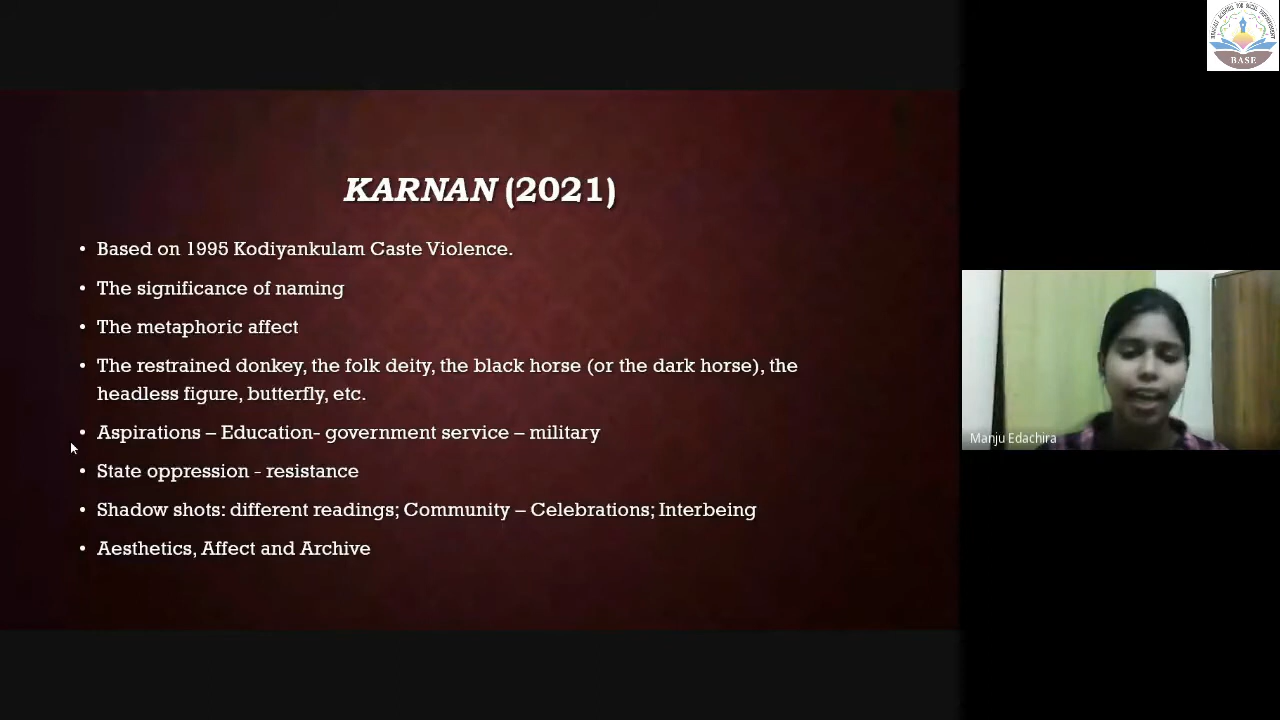 KARNAN (2021)
• Based on 1995 Kodiyankulam Caste Violence.
• The significance of naming
• The metaphoric affect
• The restrained donkey, the folk deity, the black horse (or the dark horse), the
headless figure, butterfly, etc.
• Aspirations – Education- government service – military
• State oppression - resistance
• Shadow shots: different readings; Community – Celebrations; Interbeing
• Aesthetics, Affect and Archive
Manju Edachira
BASE